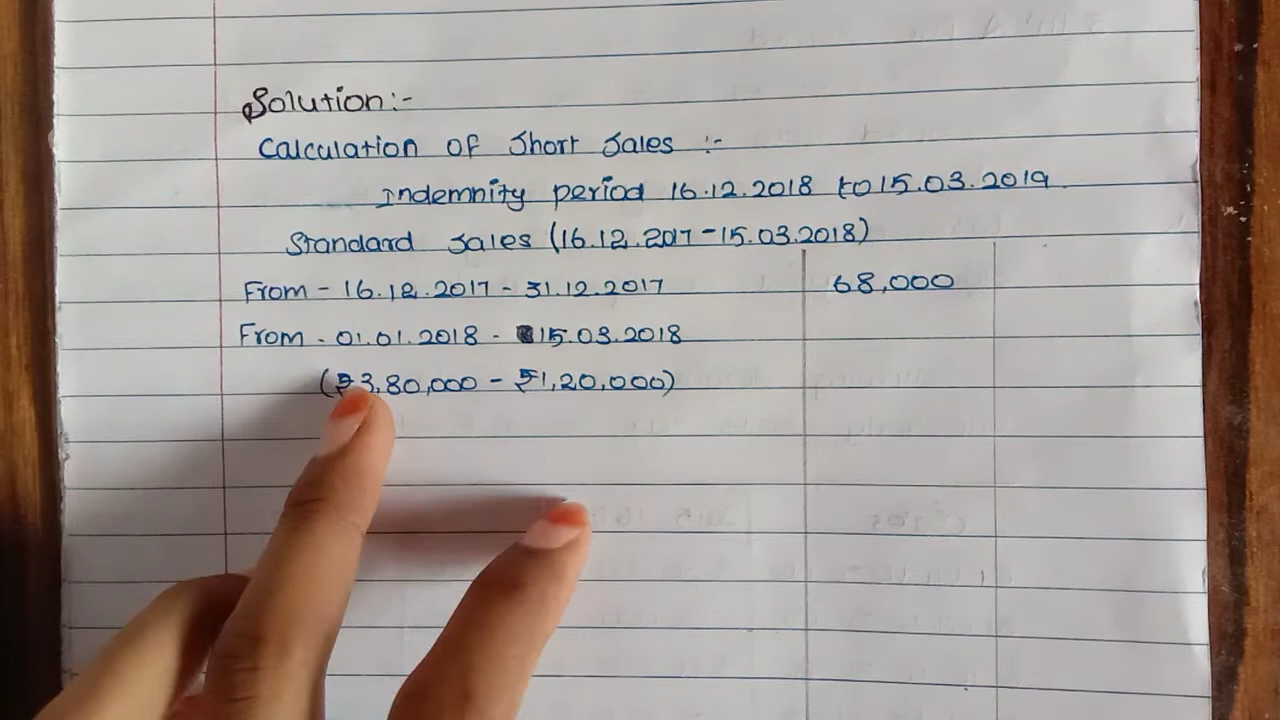 Solution:-
Calculation of Short Sales :-
Indemnity period 16.12.2018 to 15.03.2019
Standard Sales (16.12.2017-15.03.2018)
From - 16.12.2017 - 31.12.2017 68,000
From - 01.01.2018 - 15.03.2018
(₹3,80,000 - ₹1,20,000)